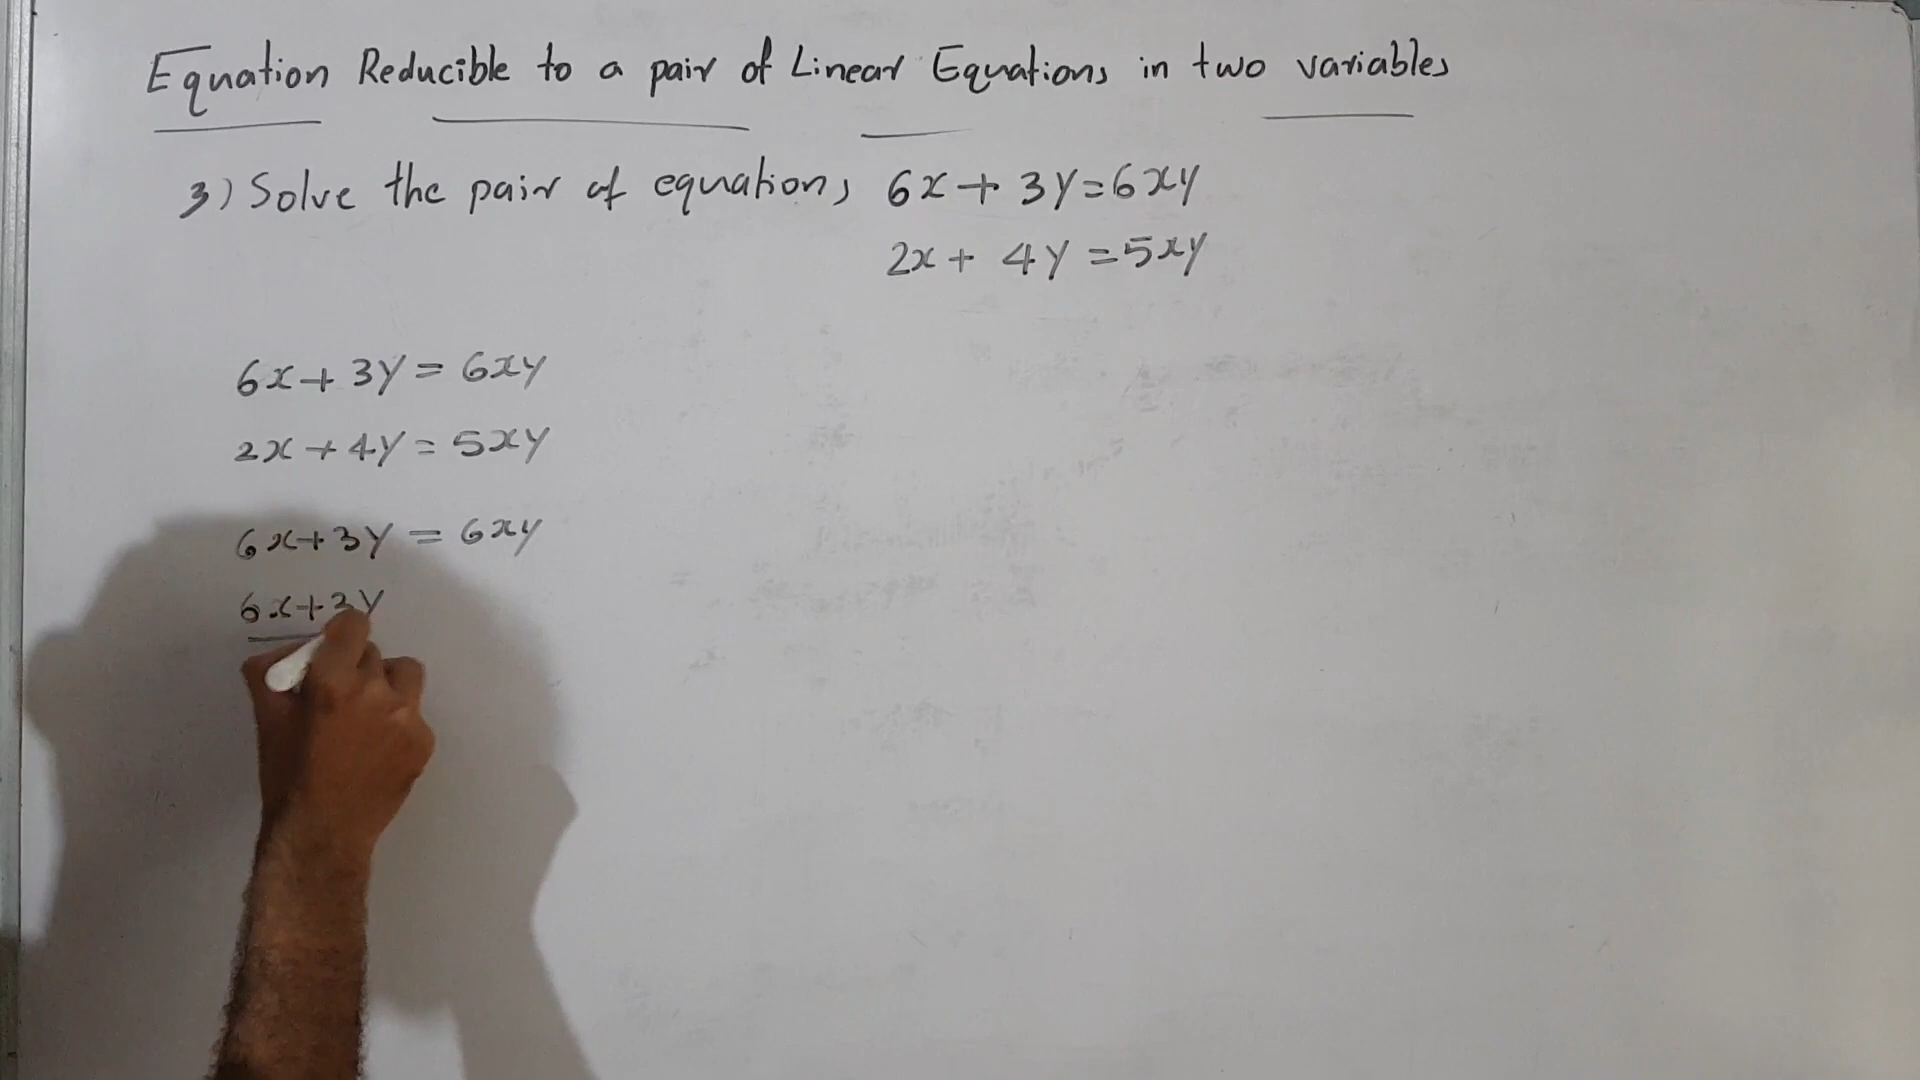 Equation Reducible to a pair of Linear Equations in two variables
3) Solve the pair of equations 6x + 3y = 6xy
2x + 4y = 5xy
6x + 3y = 6xy
2x + 4y = 5xy
6x + 3y = 6xy
6x + 3y